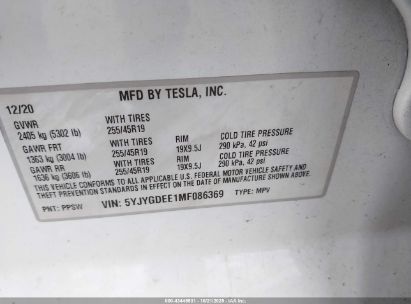 MFD BY TESLA, INC.
12/20
GVWR WITH TIRES
2405 kg (5302 lb) 255/45R19
GAWR FRT WITH TIRES RIM COLD TIRE PRESSURE
1363 kg (3004 lb) 255/45R19 19X9.5J 290 kPa, 42 psi
GAWR RR WITH TIRES RIM COLD TIRE PRESSURE
1636 kg (3606 lb) 255/45R19 19X9.5J 290 kPa, 42 psi
THIS VEHICLE CONFORMS TO ALL APPLICABLE U.S. FEDERAL MOTOR VEHICLE SAFETY AND
THEFT PREVENTION STANDARDS IN EFFECT ON THE DATE OF MANUFACTURE SHOWN ABOVE.
PNT: PPSW VIN: 5YJYGDEE1MF086369 TYPE: MPV